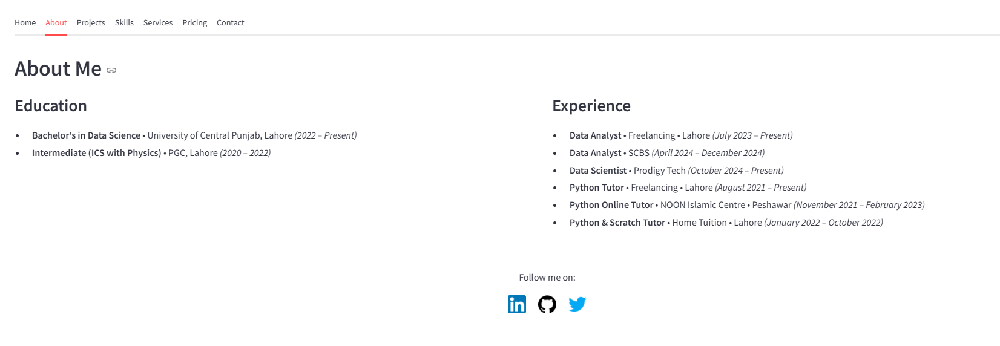 Home About Projects Skills Services Pricing Contact
About Me
Education
• Bachelor's in Data Science • University of Central Punjab, Lahore (2022 – Present)
• Intermediate (ICS with Physics) • PGC, Lahore (2020 – 2022)
Experience
• Data Analyst • Freelancing • Lahore (July 2023 – Present)
• Data Analyst • SCBS (April 2024 – December 2024)
• Data Scientist • Prodigy Tech (October 2024 – Present)
• Python Tutor • Freelancing • Lahore (August 2021 – Present)
• Python Online Tutor • NOON Islamic Centre • Peshawar (November 2021 – February 2023)
• Python & Scratch Tutor • Home Tuition • Lahore (January 2022 – October 2022)
Follow me on:
in